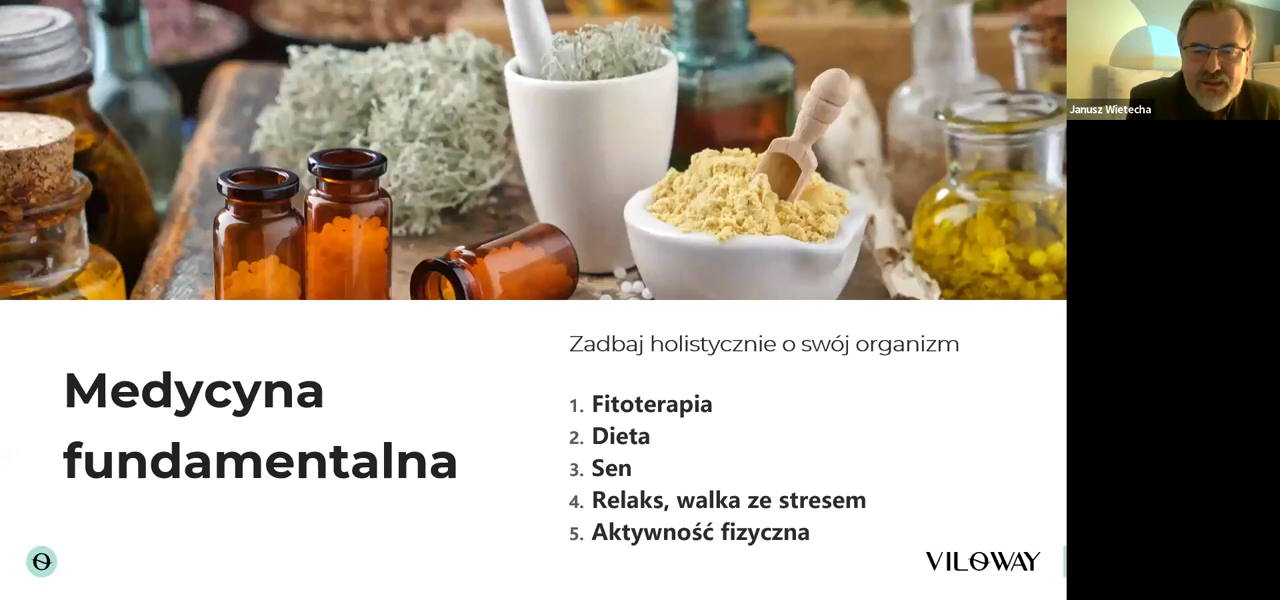 Janusz Wietecha
Zadbaj holistycznie o swój organizm
Medycyna
fundamentalna
1. Fitoterapia
2. Dieta
3. Sen
4. Relaks, walka ze stresem
5. Aktywność fizyczna
VILOWAY